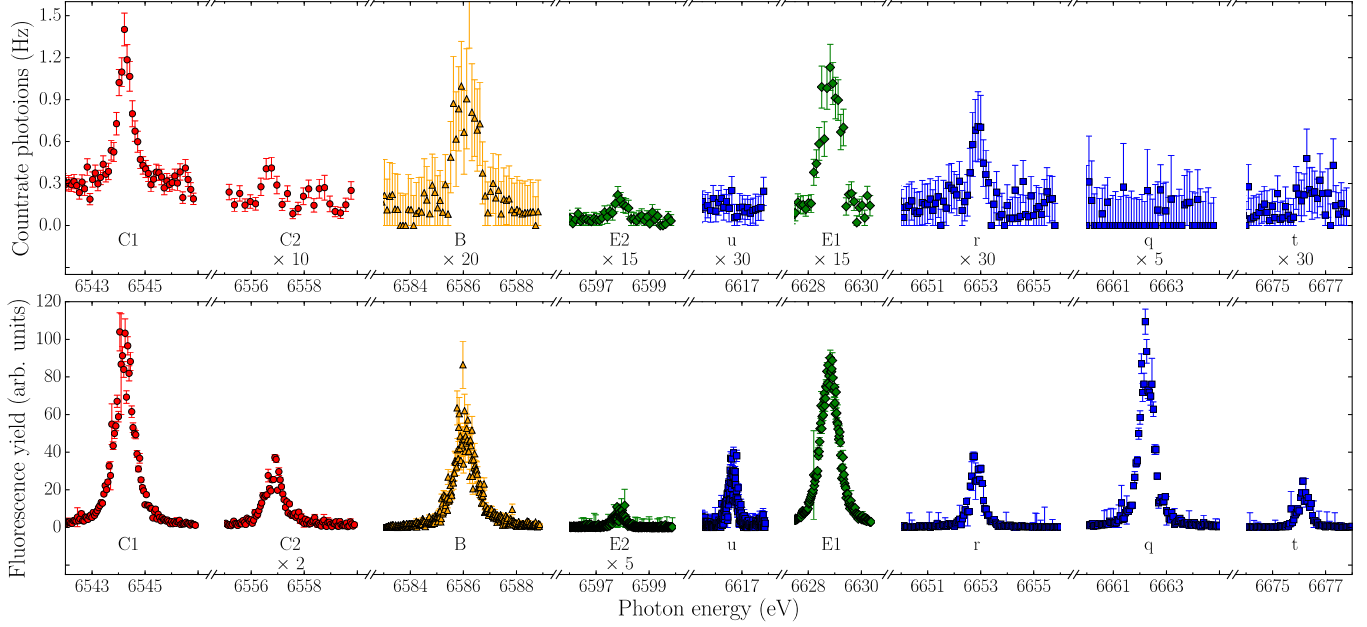 Countrate photoions (Hz)
1.5
1.2
0.9
0.6
0.3
0.0
C1 C2 B E2 u E1 r q t
× 10 × 20 × 15 × 30 × 15 × 30 × 5 × 30
6543 6545 6556 6558 6584 6586 6588 6597 6599 6617 6628 6630 6651 6653 6655 6661 6663 6675 6677
Fluorescence yield (arb. units)
120
100
80
60
40
20
0
C1 C2 B E2 u E1 r q t
× 2 × 5
6543 6545 6556 6558 6584 6586 6588 6597 6599 6617 6628 6630 6651 6653 6655 6661 6663 6675 6677
Photon energy (eV)